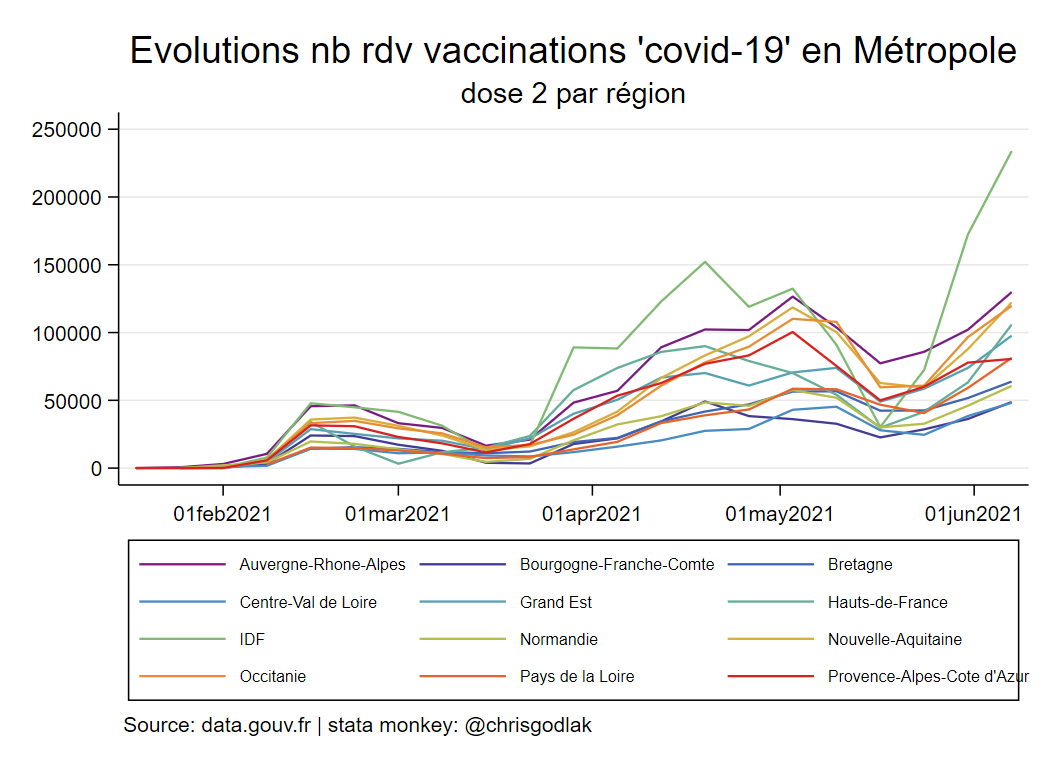 Evolutions nb rdv vaccinations 'covid-19' en Métropole
dose 2 par région
250000
200000
150000
100000
50000
0
01feb2021 01mar2021 01apr2021 01may2021 01jun2021
Auvergne-Rhone-Alpes Bourgogne-Franche-Comte Bretagne
Centre-Val de Loire Grand Est Hauts-de-France
IDF Normandie Nouvelle-Aquitaine
Occitanie Pays de la Loire Provence-Alpes-Cote d'Azur
Source: data.gouv.fr | stata monkey: @chrisgodlak